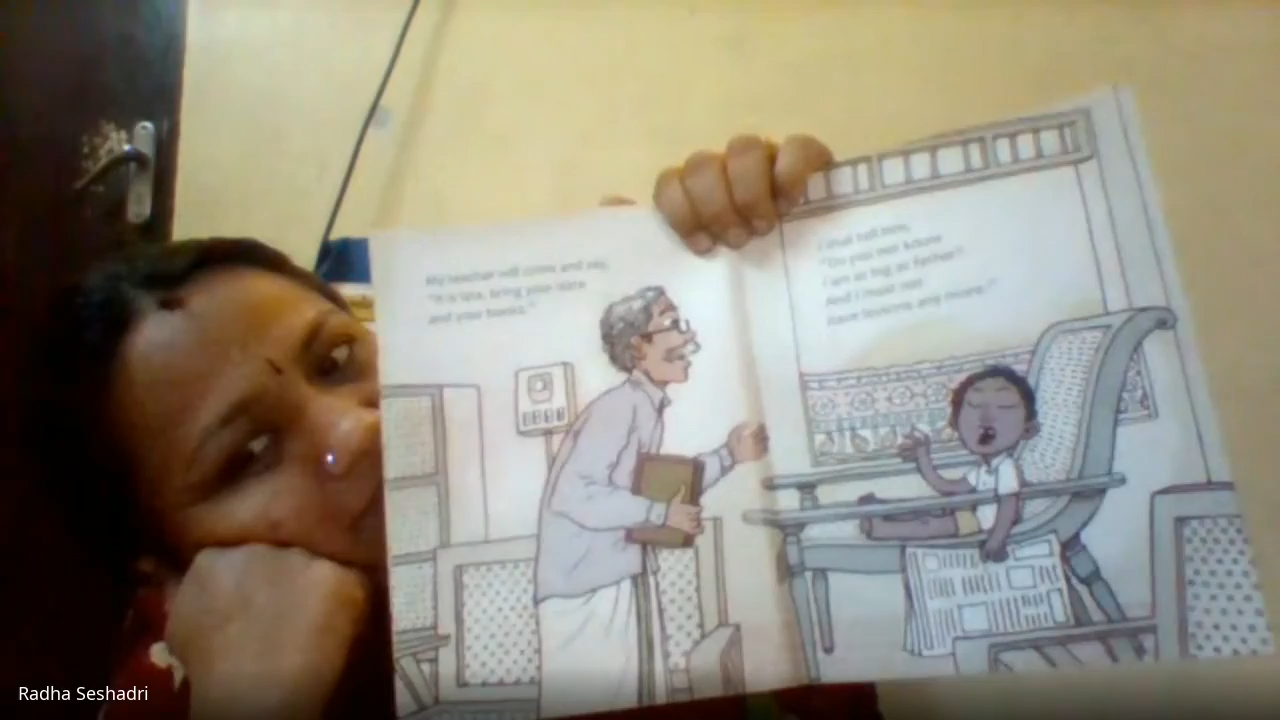 My teacher will come and say,
"It is late, bring your slate
and your books."
I shall tell him,
"Do you not know
I am as big as father?
And I must not
have lessons any more."
Radha Seshadri